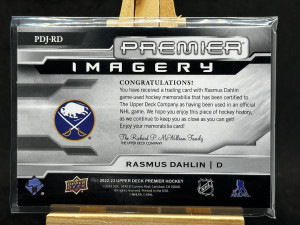 PDJ-RD
PREMIER
IMAGERY
CONGRATULATIONS!
You have received a trading card with Rasmus Dahlin
game-used hockey memorabilia that has been certified to
The Upper Deck Company as having been used in an official
NHL game. We hope you enjoy this piece of hockey history,
as we continue to keep you as close as you can get!
Enjoy your memorabilia card!
The Richard P. McWilliam Family
THE UPPER DECK COMPANY
RASMUS DAHLIN | D
2022-23 UPPER DECK PREMIER HOCKEY
UPPER DECK
NHL